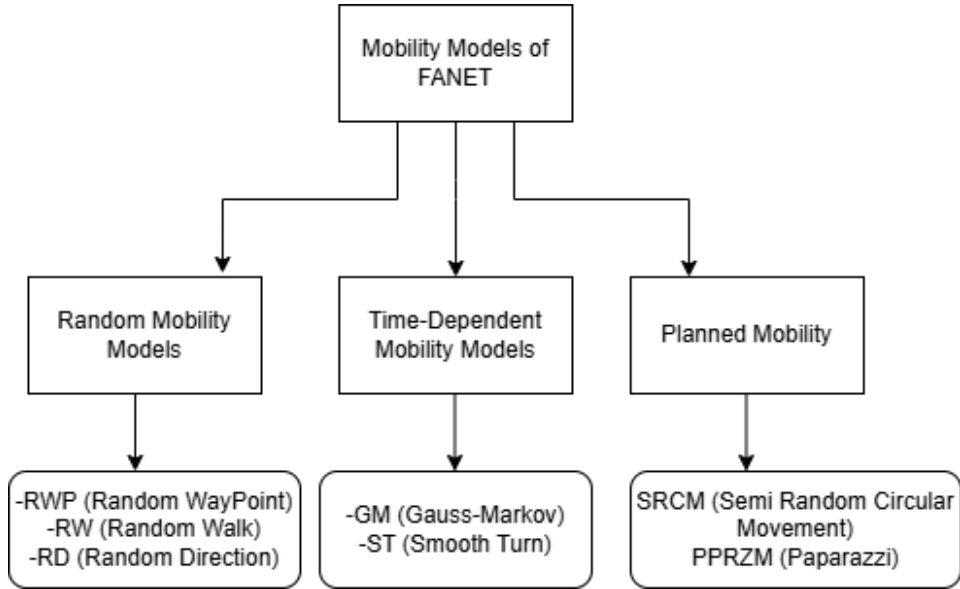 Mobility Models of
FANET
Random Mobility
Models
Time-Dependent
Mobility Models
Planned Mobility
-RWP (Random WayPoint)
-RW (Random Walk)
-RD (Random Direction)
-GM (Gauss-Markov)
-ST (Smooth Turn)
SRCM (Semi Random Circular
Movement)
PPRZM (Paparazzi)